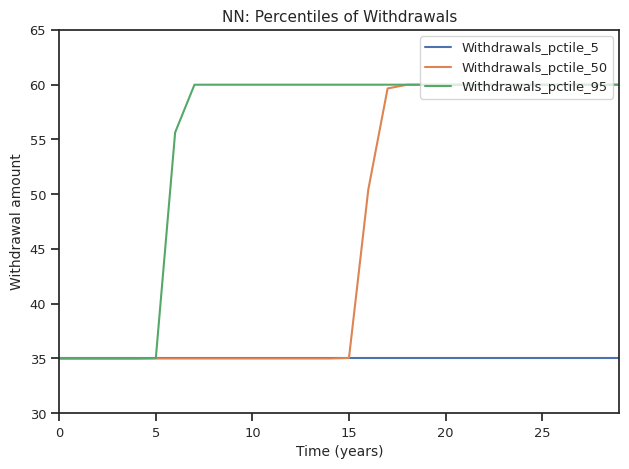 NN: Percentiles of Withdrawals
Withdrawal amount
65
60
55
50
45
40
35
30
Withdrawals_pctile_5
Withdrawals_pctile_50
Withdrawals_pctile_95
0 5 10 15 20 25
Time (years)